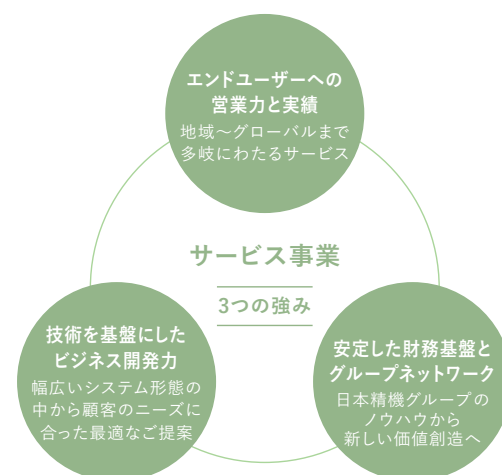 エンドユーザーへの
営業力と実績
地域～グローバルまで
多岐にわたるサービス
サービス事業
3つの強み
技術を基盤にした
ビジネス開発力
幅広いシステム形態の
中から顧客のニーズに
合った最適なご提案
安定した財務基盤と
グループネットワーク
日本精機グループの
ノウハウから
新しい価値創造へ